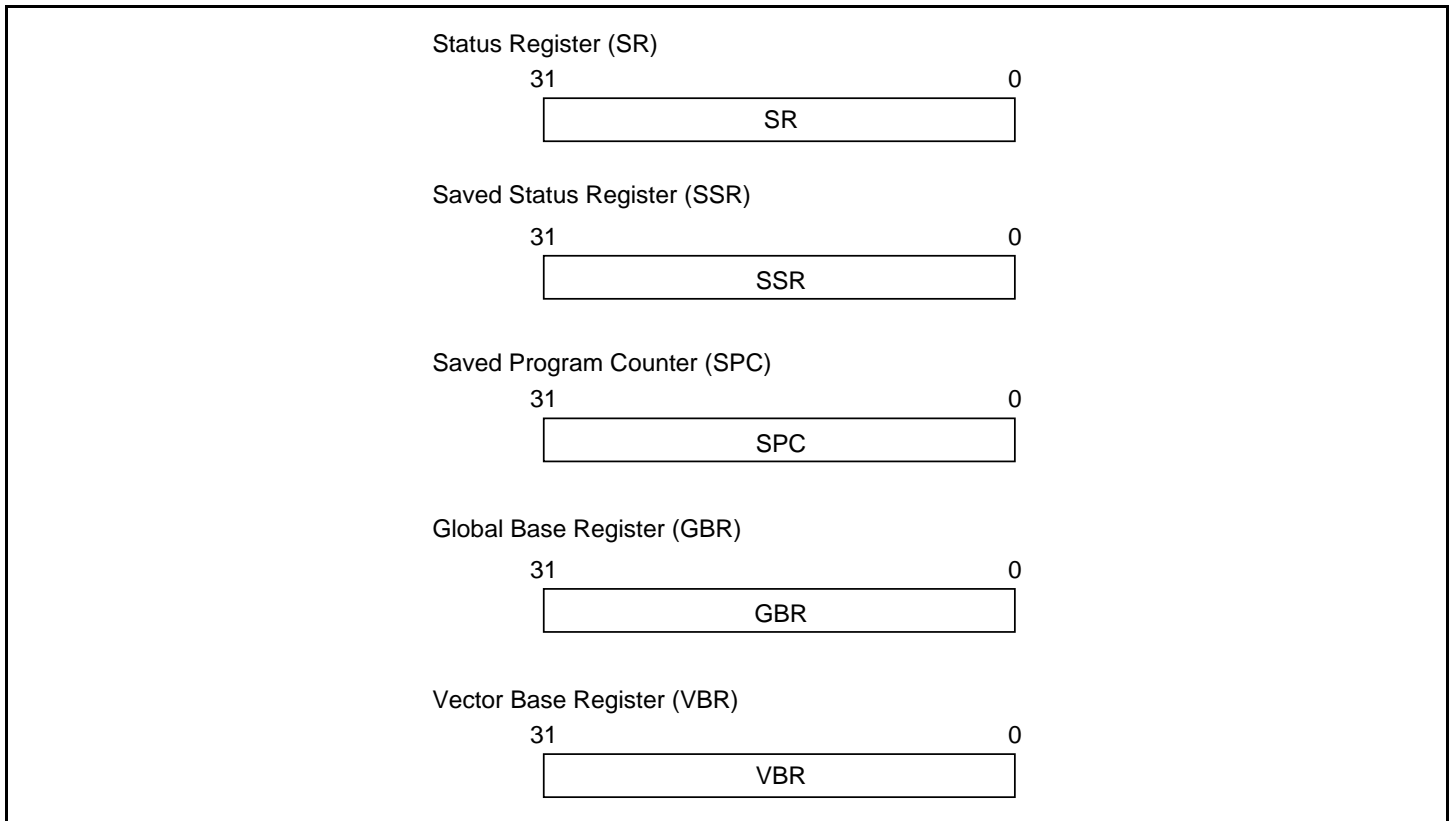 Status Register (SR)
31 0
SR
Saved Status Register (SSR)
31 0
SSR
Saved Program Counter (SPC)
31 0
SPC
Global Base Register (GBR)
31 0
GBR
Vector Base Register (VBR)
31 0
VBR